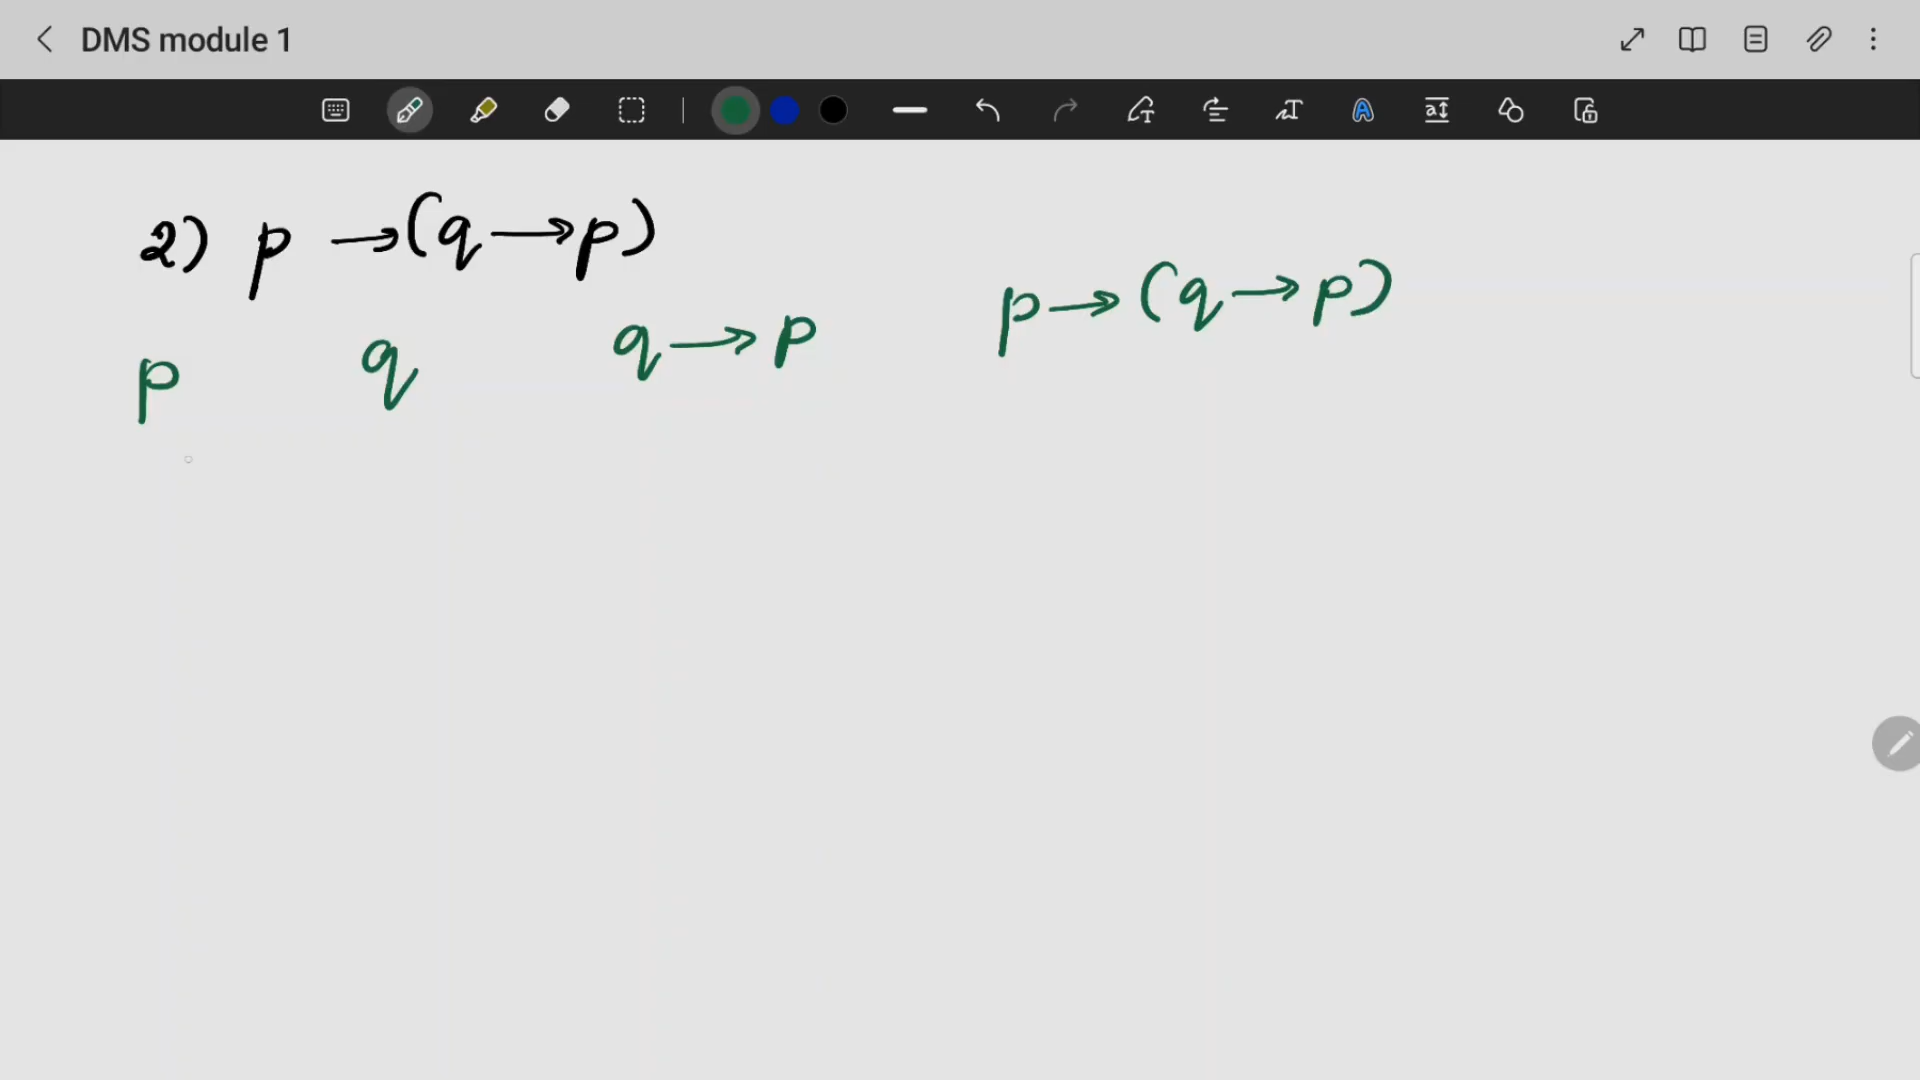 DMS module 1
2) p → (q → p)
p q q → p p → (q → p)